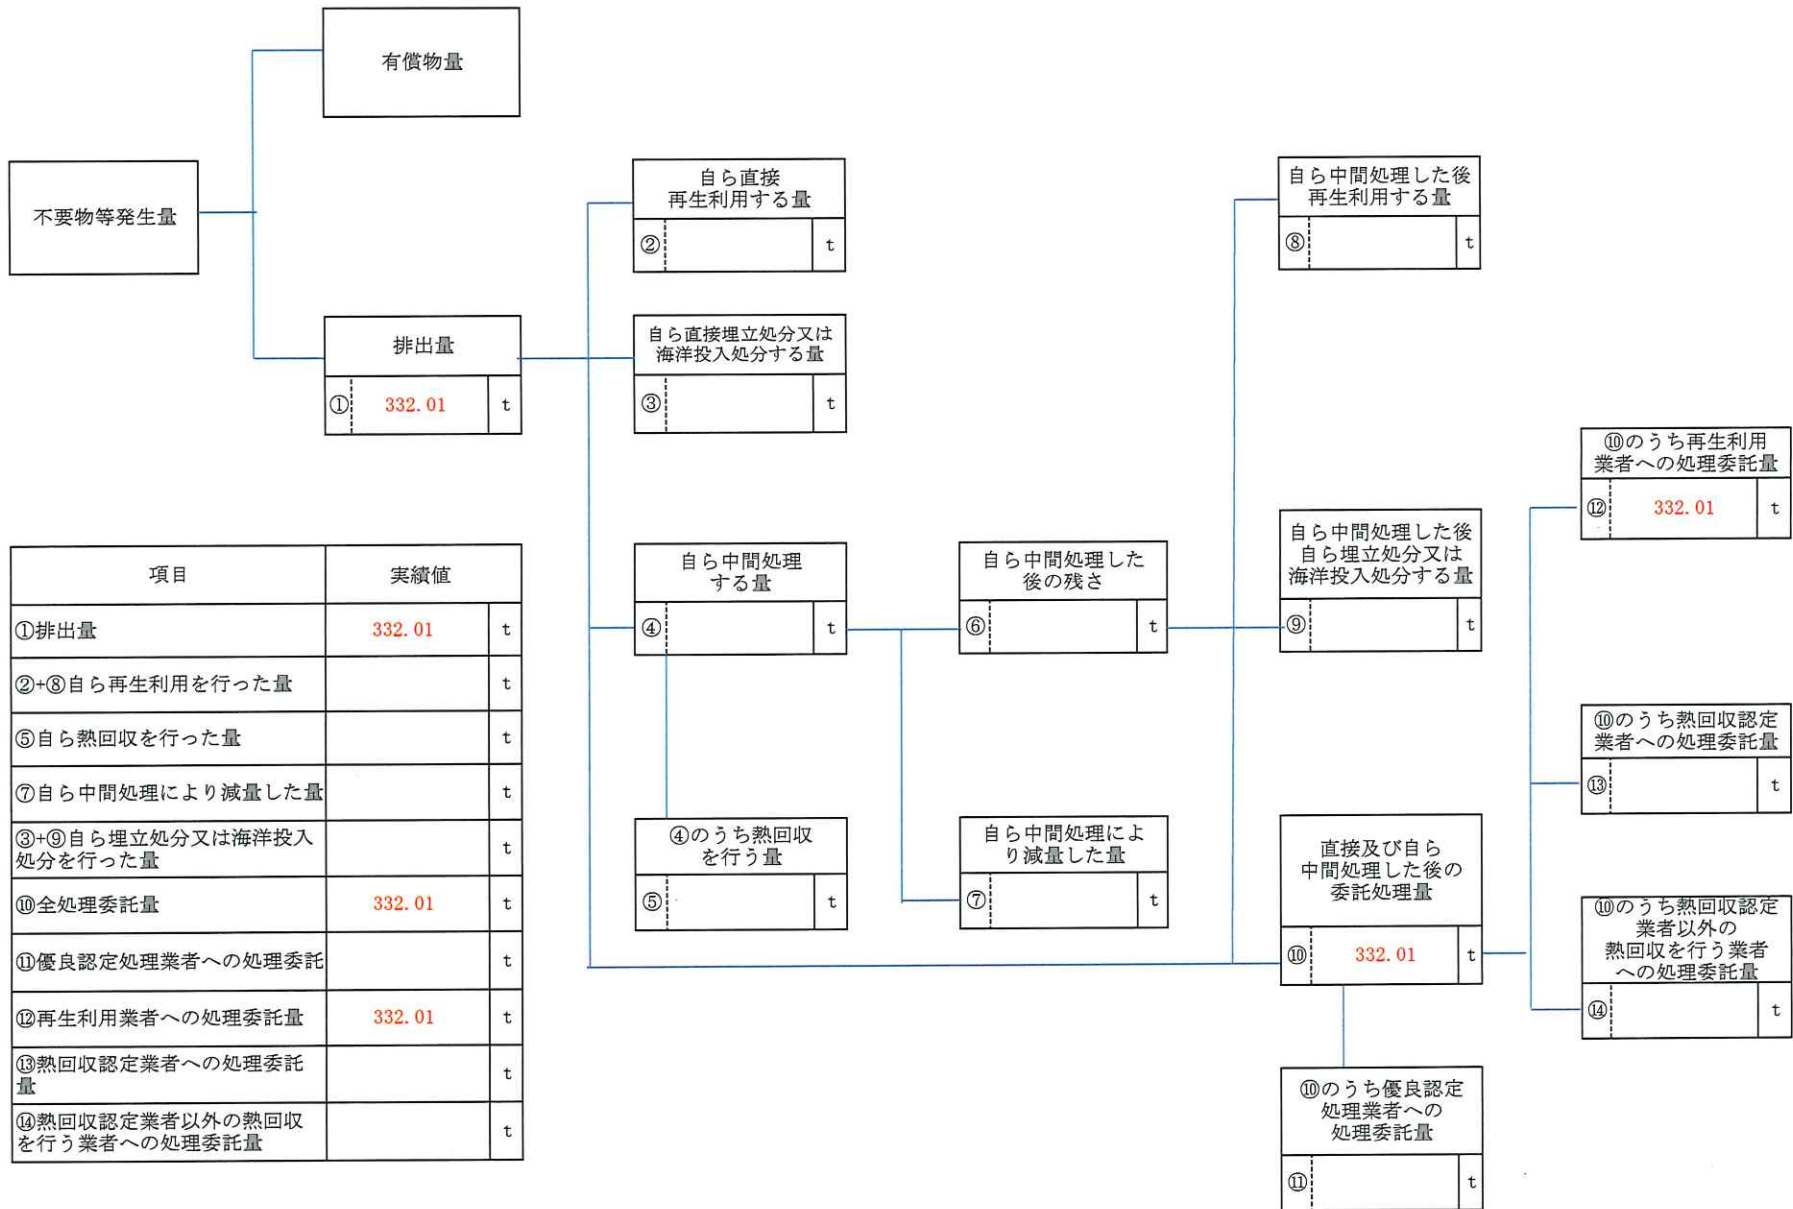 有償物量
不要物等発生量
排出量
① 332.01 t
自ら直接
再生利用する量
② t
自ら直接埋立処分又は
海洋投入処分する量
③ t
自ら中間処理
する量
④ t
④のうち熱回収
を行う量
⑤ t
自ら中間処理した
後の残さ
⑥ t
自ら中間処理によ
り減量した量
⑦ t
自ら中間処理した後
再生利用する量
⑧ t
自ら中間処理した後
自ら埋立処分又は
海洋投入処分する量
⑨ t
直接及び自ら
中間処理した後の
委託処理量
⑩ 332.01 t
⑩のうち優良認定
処理業者への
処理委託量
⑪ t
⑩のうち再生利用
業者への処理委託量
⑫ 332.01 t
⑩のうち熱回収認定
業者への処理委託量
⑬ t
⑩のうち熱回収認定
業者以外の
熱回収を行う業者
への処理委託量
⑭ t
項目 実績値
①排出量 332.01 t
②+⑧自ら再生利用を行った量 t
⑤自ら熱回収を行った量 t
⑦自ら中間処理により減量した量 t
③+⑨自ら埋立処分又は海洋投入
処分を行った量 t
⑩全処理委託量 332.01 t
⑪優良認定処理業者への処理委託 t
⑫再生利用業者への処理委託量 332.01 t
⑬熱回収認定業者への処理委託
量 t
⑭熱回収認定業者以外の熱回収
を行う業者への処理委託量 t